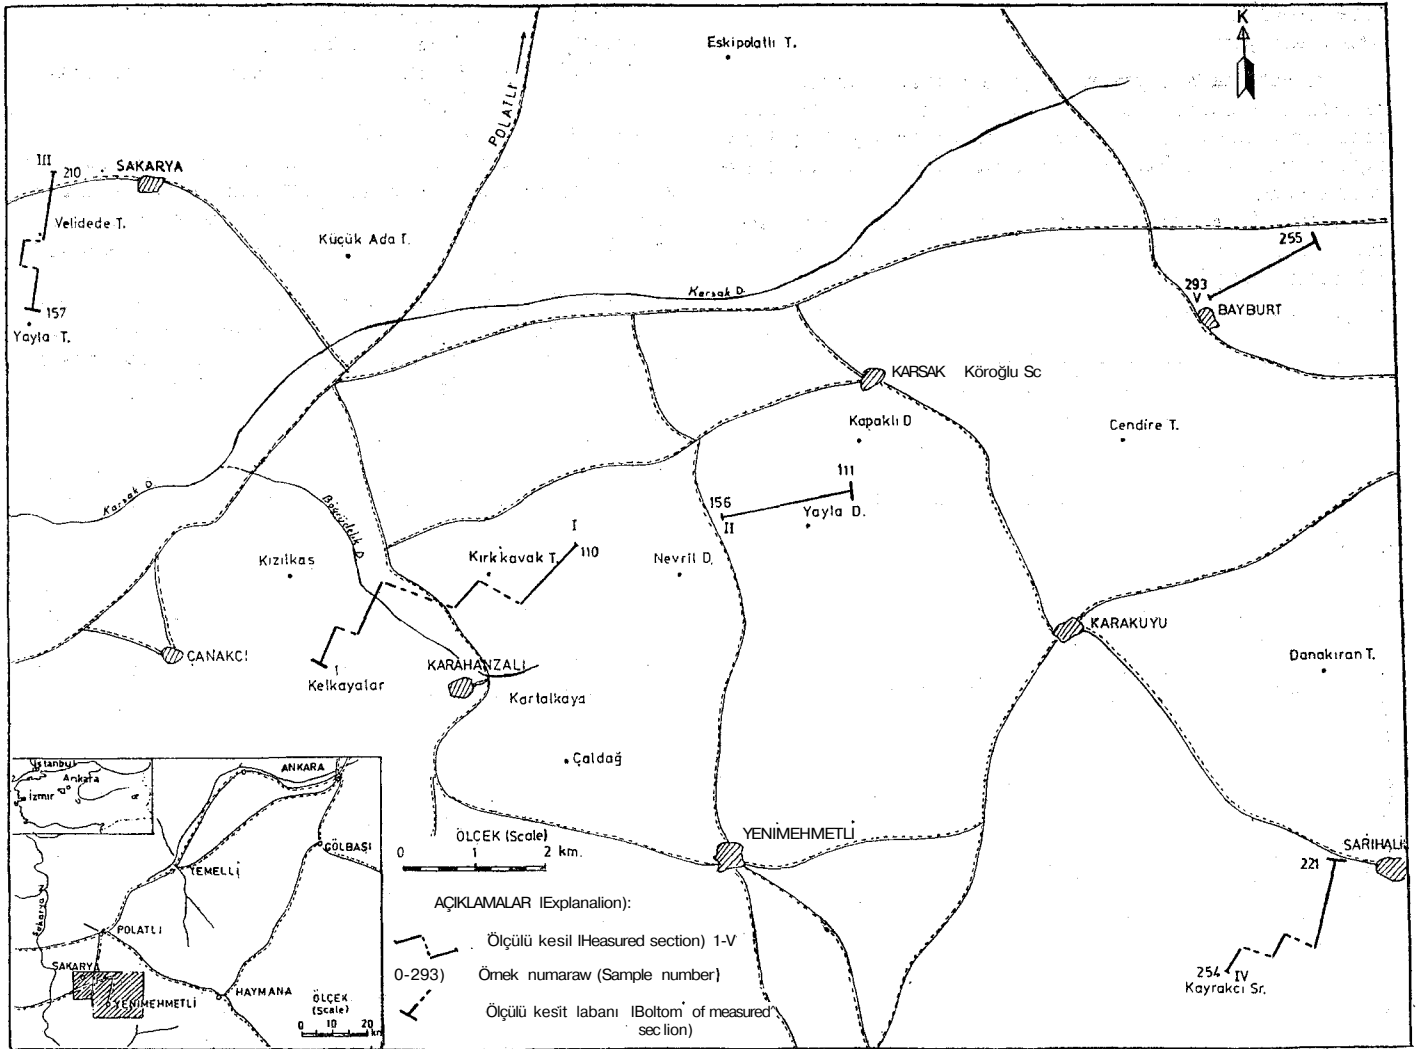 K
Eskipolatlı T.
POLATLI
III
210
SAKARYA
Velidede T.
Küçük Ada T.
157
Yayla T.
Karsak D.
255
293
V
BAYBURT
KARSAK Köroğlu Sc
Kapaklı D
Cendire T.
111
156
II
Yayla D.
Karsak D.
Kızılkaş
I
110
Kırkkavak T.
Nevril D.
ÇANAKCI
1
Kelkayalar
KARAHANZALI
Kartalkaya
KARAKUYU
Danakıran T.
Çaldağ
YENİMEHMETLİ
SARIHALİL
221
254 IV
Kayrakcı Sr.
İstanbul
Ankara
İzmir
ANKARA
GÖLBAŞI
TEMELLİ
Sakarya N
POLATLI
SAKARYA
YENİMEHMETLİ
HAYMANA
ÖLÇEK
(Scale)
0 10 20 km
ÖLÇEK (Scale)
0 1 2 km.
AÇIKLAMALAR IExplanalion):
Ölçülü kesil IHeasured section) 1-V
0-293) Örnek numaraw (Sample number)
Ölçülü kesit labanı IBoltom of measured
sec lion)